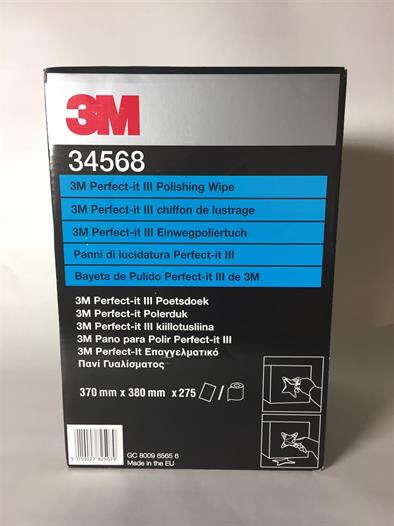 3M
34568
3M Perfect-it III Polishing Wipe
3M Perfect-it III chiffon de lustrage
3M Perfect-it III Einwegpoliertuch
Panni di lucidatura Perfect-it III
Bayeta de Pulido Perfect-it III de 3M
3M Perfect-it III Poetsdoek
3M Perfect-it III Polerduk
3M Perfect-it III kiillotusliina
3M Pano para Polir Perfect-it III
3M Perfect-It Επαγγελματικό
Πανί Γυαλίσματος
370 mm x 380 mm x 275 /
5 010027 825079
GC 8009 6565 6
Made in the EU